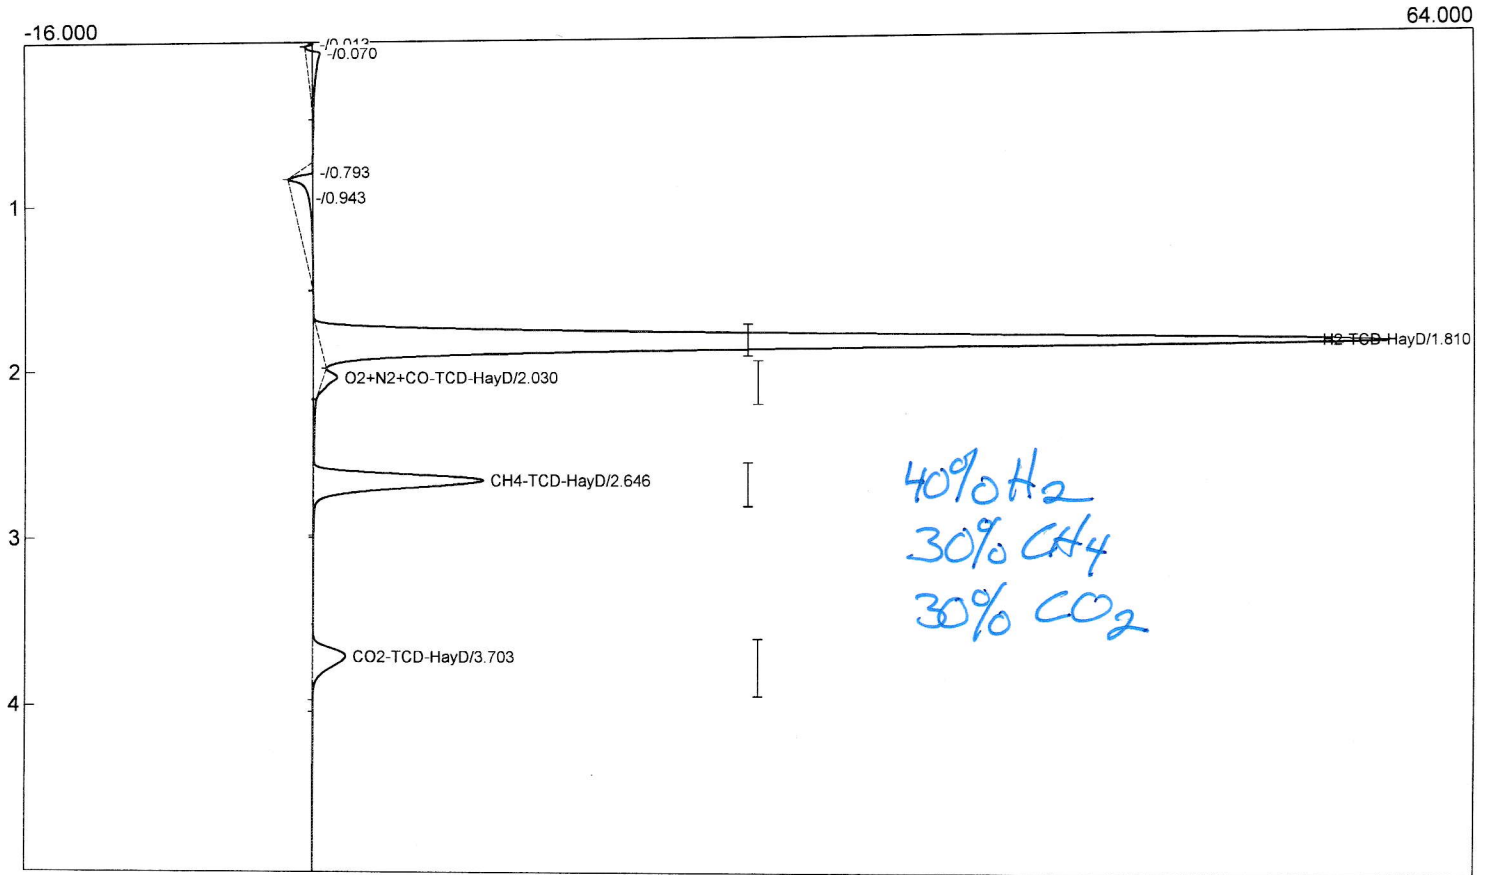 -16.000
64.000
-/0.013
-/0.070
-/0.793
-/0.943
1
H2-TCD-HayD/1.810
2
O2+N2+CO-TCD-HayD/2.030
CH4-TCD-HayD/2.646
40% H2
30% CH4
3
30% CO2
CO2-TCD-HayD/3.703
4